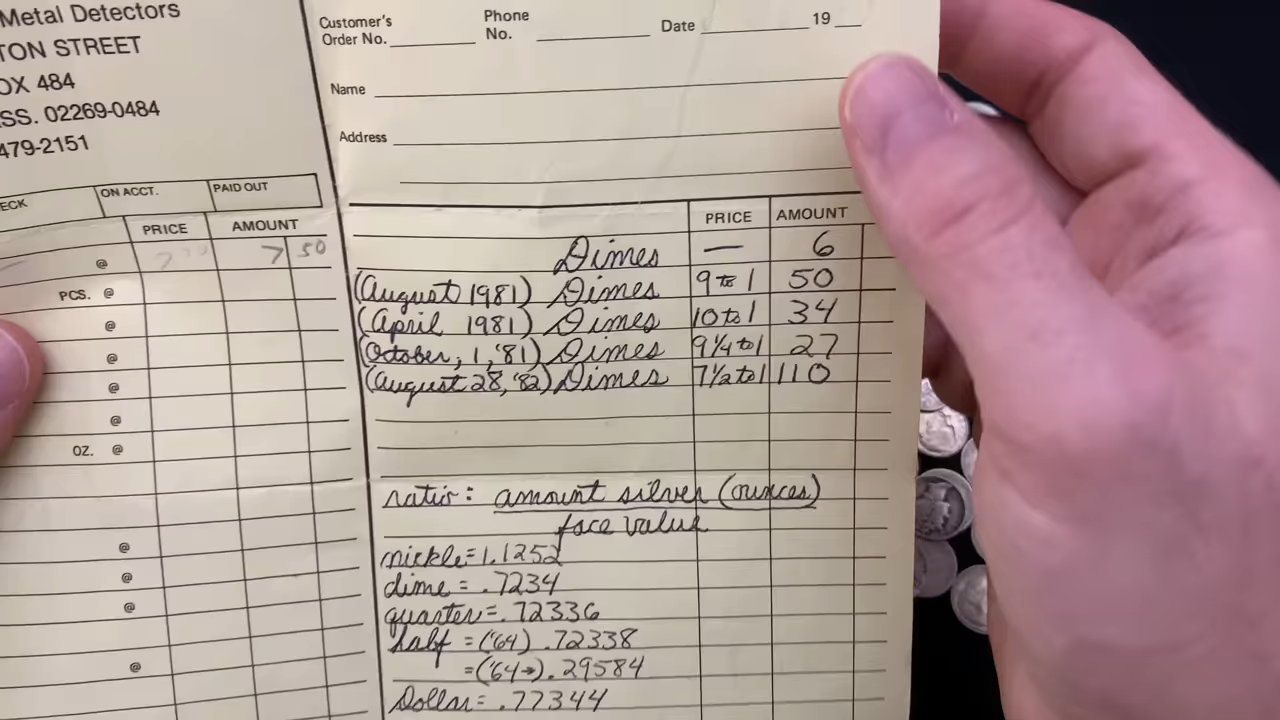 Metal Detectors
TON STREET
OX 484
SS. 02269-0484
479-2151
ECK
ON ACCT.
PAID OUT
PRICE
AMOUNT
@ 7 50
PCS. @
@
@
@
@
OZ. @
@
@
@
@
Customer's Order No.
Phone No.
Date
19
Name
Address
PRICE
AMOUNT
Dimes — 6
(August 1981) Dimes 9 to 1 50
(April 1981) Dimes 10 to 1 34
(October, 1, '81) Dimes 9 1/4 to 1 27
(August 28, '82) Dimes 7 1/2 to 1 110
ratio: amount silver (ounces)
face value
nickle = 1.1252
dime = .7234
quarter = .72336
half = ('64) .72338
= ('64→) .29584
Dollar = .77344